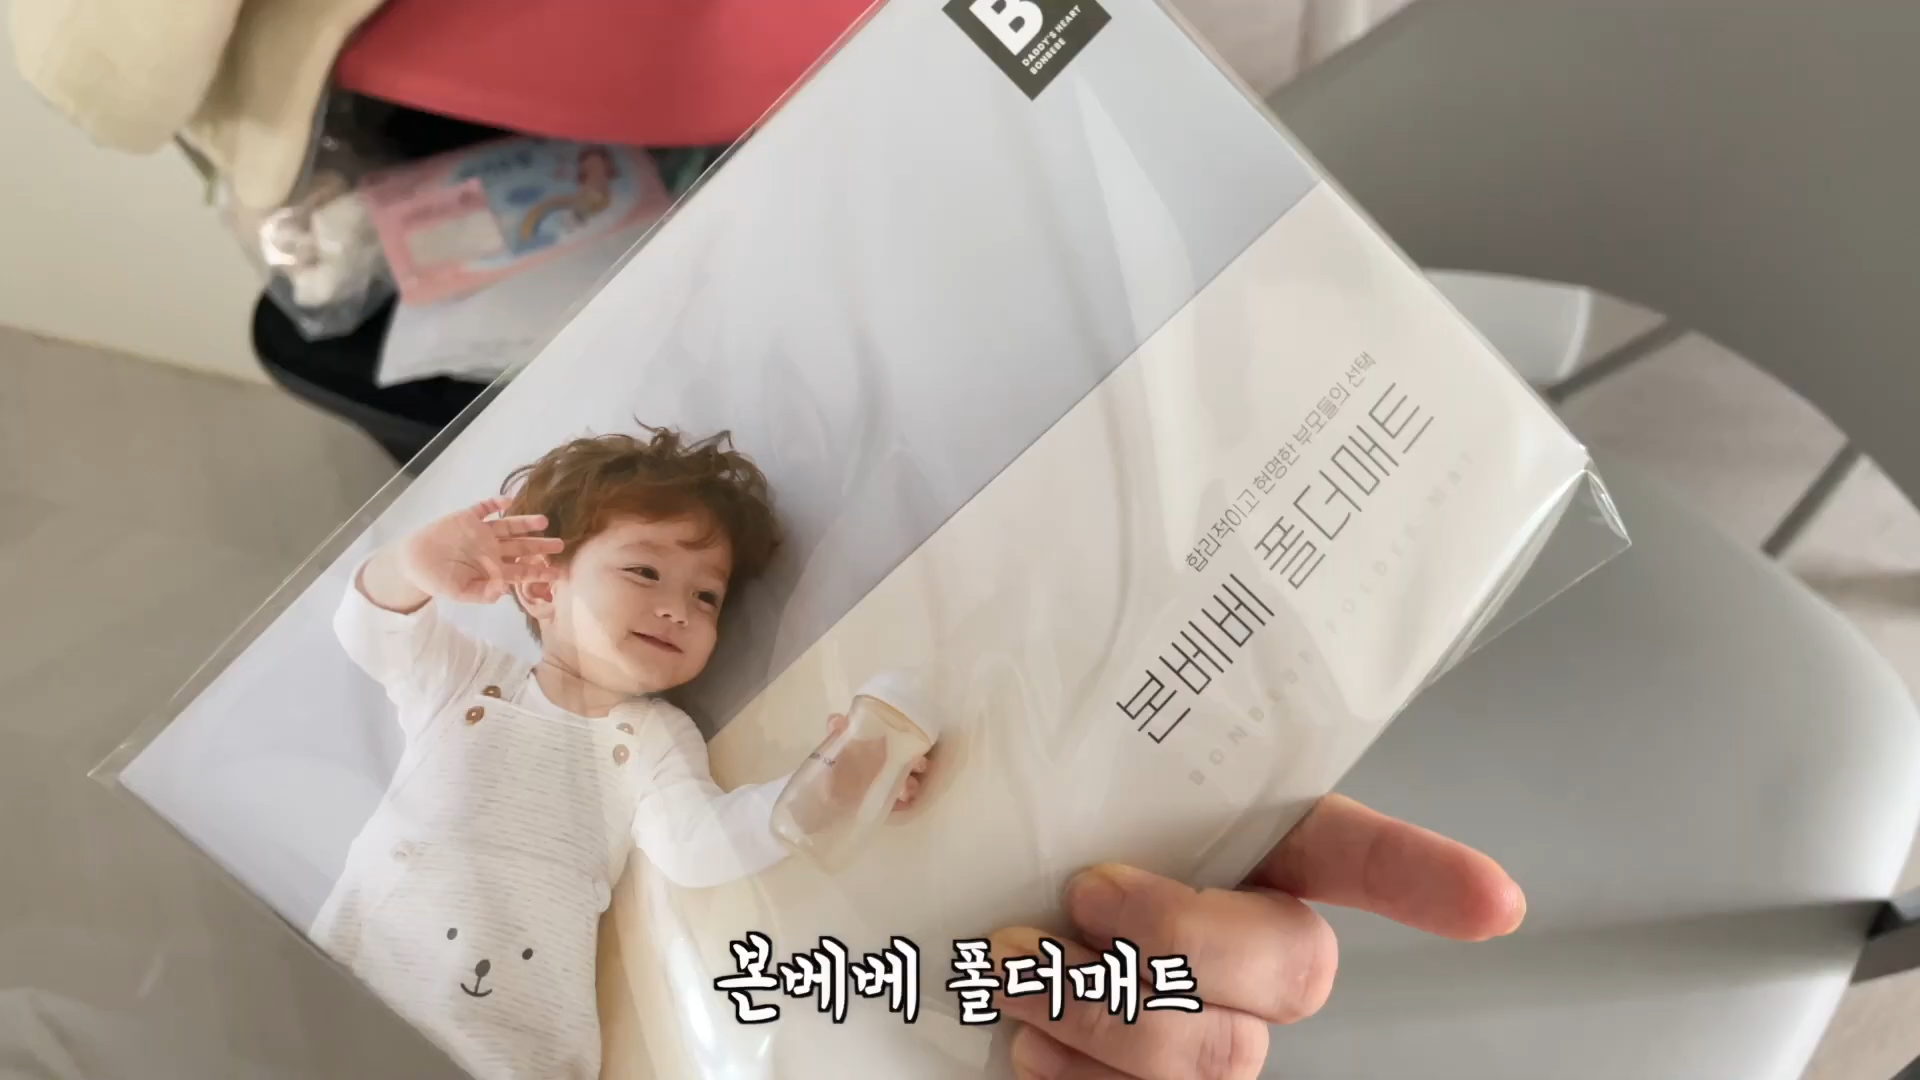 B
DADDY'S HEART
BONBEBE
합리적이고 현명한 부모들의 선택
본베베 폴더매트
BONBEBE FOLDER MAT
본베베 폴더매트